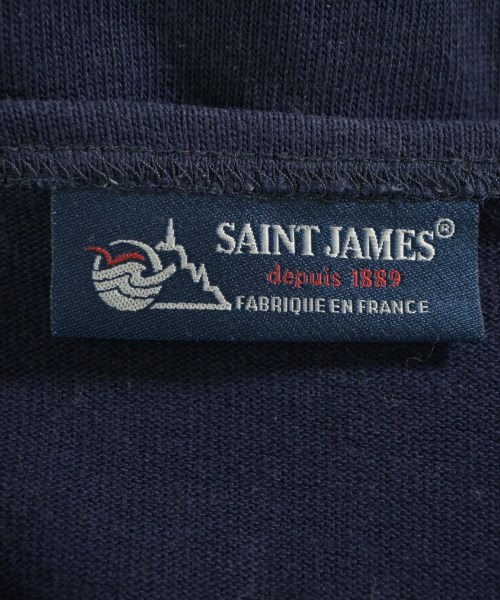 SAINT JAMES®
depuis 1889
FABRIQUE EN FRANCE